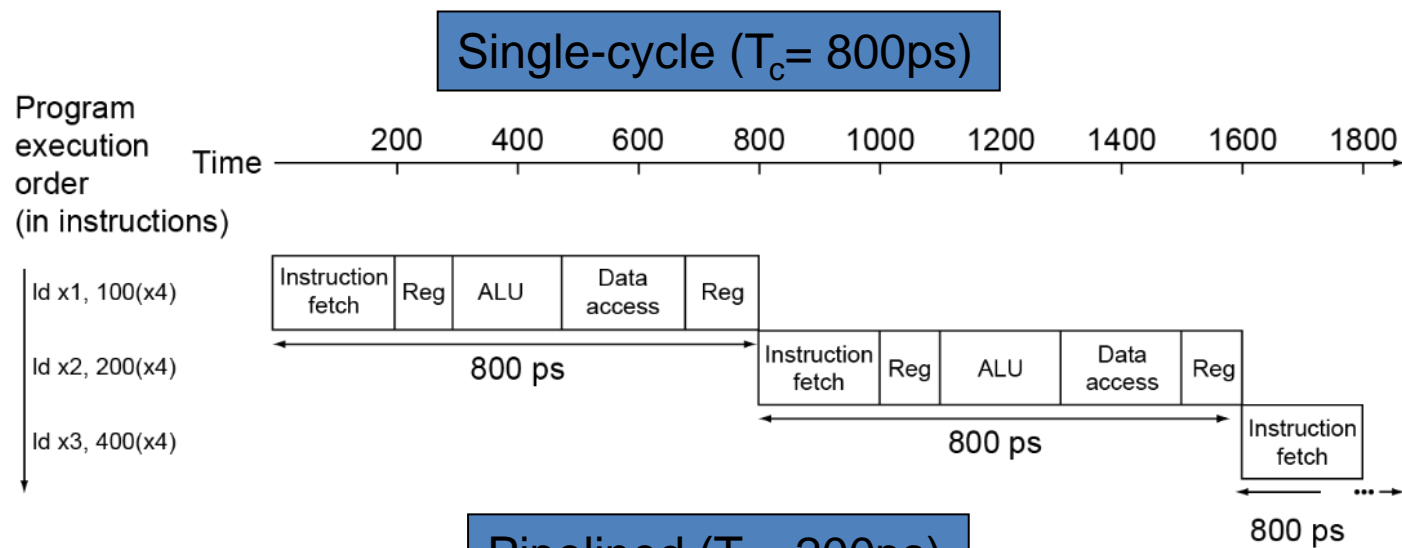 Single-cycle (Tc= 800ps)
Program
execution
order
(in instructions)
Time
200 400 600 800 1000 1200 1400 1600 1800
ld x1, 100(x4)
Instruction
fetch
Reg
ALU
Data
access
Reg
800 ps
ld x2, 200(x4)
Instruction
fetch
Reg
ALU
Data
access
Reg
800 ps
ld x3, 400(x4)
Instruction
fetch
...
800 ps
Pipelined (T 200ps)